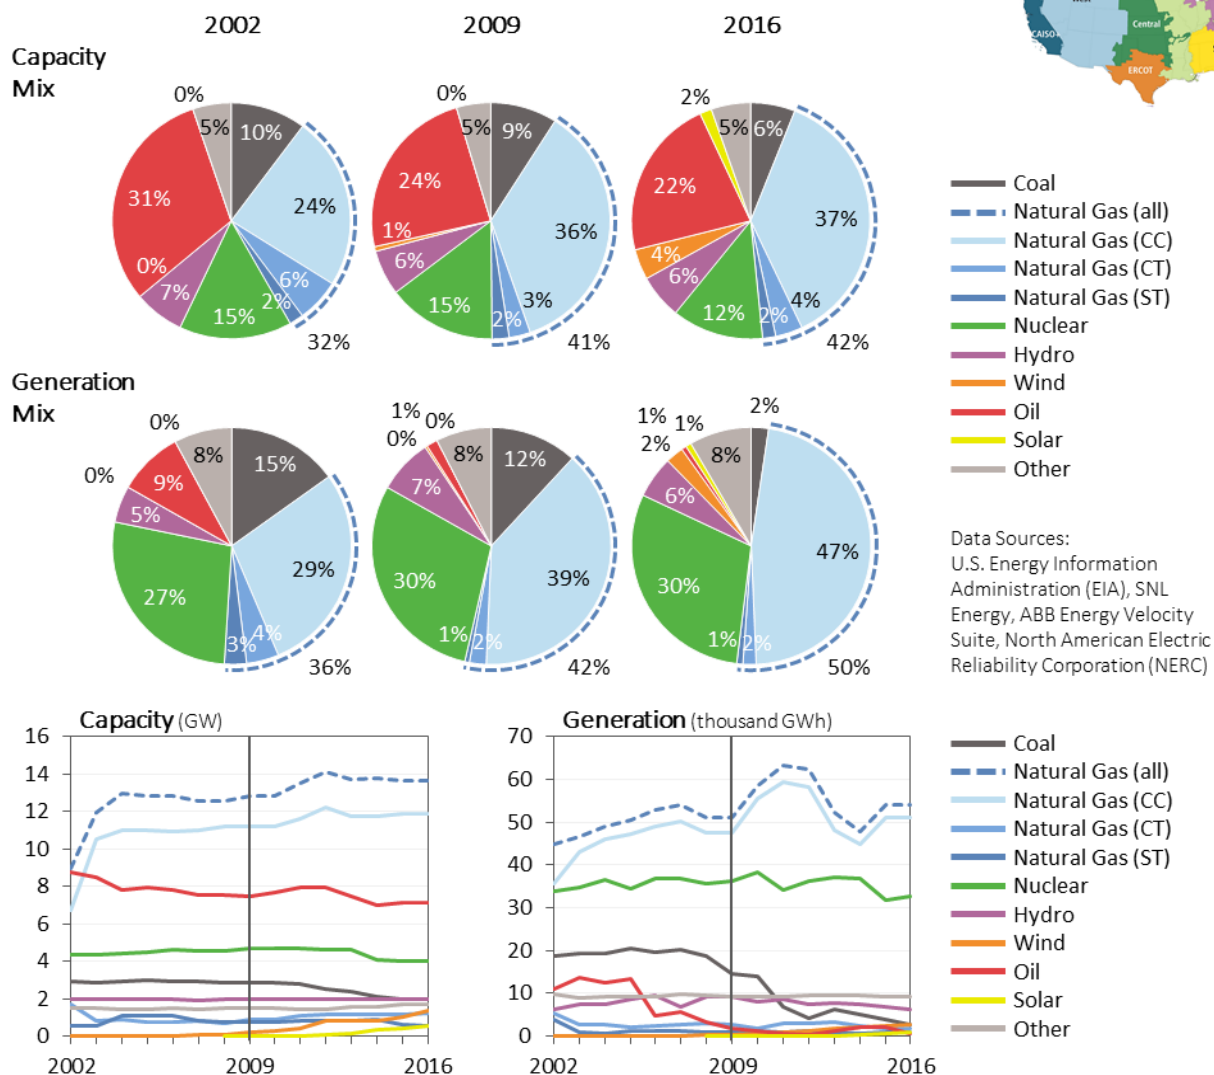 2002
2009
2016
CAISO+
Central
ERCOT
Capacity
Mix
0%
5%
10%
24%
6%
2%
15%
7%
0%
31%
32%
0%
5%
9%
36%
3%
2%
2%
15%
6%
1%
24%
41%
2%
5%
6%
37%
4%
2%
12%
6%
4%
22%
42%
Coal
Natural Gas (all)
Natural Gas (CC)
Natural Gas (CT)
Natural Gas (ST)
Nuclear
Hydro
Wind
Oil
Solar
Other
Generation
Mix
0%
8%
15%
29%
4%
3%
27%
5%
0%
9%
36%
1%
0%
0%
8%
12%
39%
2%
1%
30%
7%
42%
1%
1%
2%
2%
8%
47%
2%
1%
30%
6%
50%
Data Sources:
U.S. Energy Information
Administration (EIA), SNL
Energy, ABB Energy Velocity
Suite, North American Electric
Reliability Corporation (NERC)
Capacity (GW)
16
14
12
10
8
6
4
2
0
2002
2009
2016
Generation (thousand GWh)
70
60
50
40
30
20
10
0
2002
2009
2016
Coal
Natural Gas (all)
Natural Gas (CC)
Natural Gas (CT)
Natural Gas (ST)
Nuclear
Hydro
Wind
Oil
Solar
Other